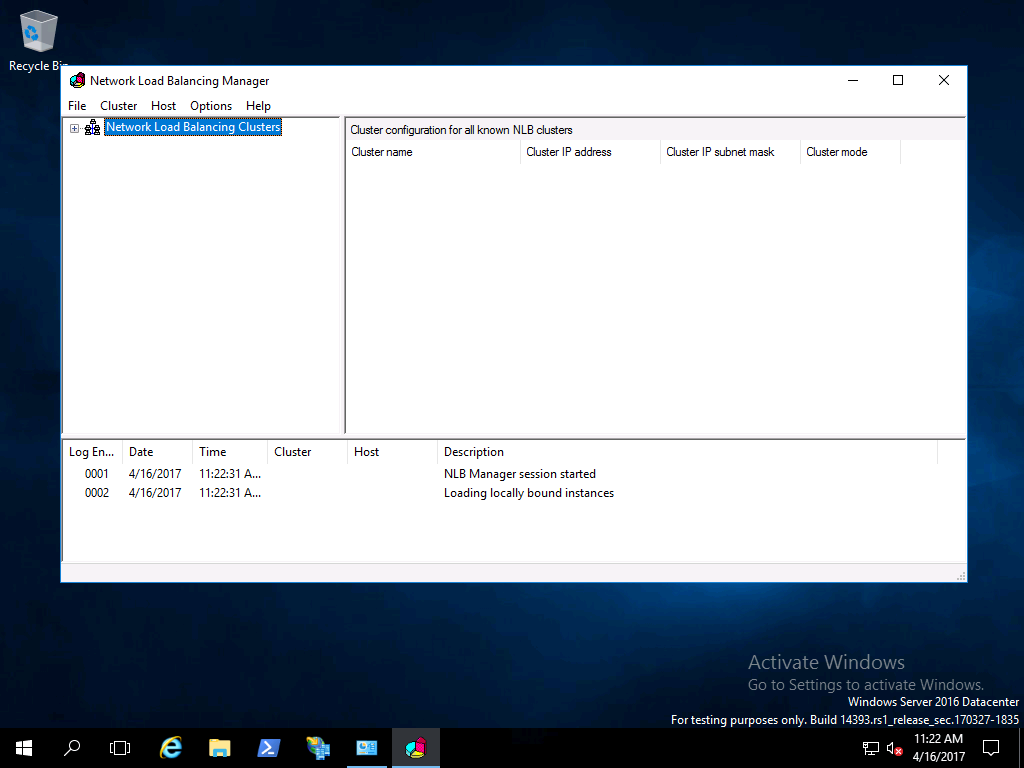 Recycle Bin
Network Load Balancing Manager
File Cluster Host Options Help
Network Load Balancing Clusters
Cluster configuration for all known NLB clusters
Cluster name Cluster IP address Cluster IP subnet mask Cluster mode
Log En... Date Time Cluster Host Description
0001 4/16/2017 11:22:31 A... NLB Manager session started
0002 4/16/2017 11:22:31 A... Loading locally bound instances
Activate Windows
Go to Settings to activate Windows.
Windows Server 2016 Datacenter
For testing purposes only. Build 14393.rs1_release_sec.170327-1835
11:22 AM
4/16/2017